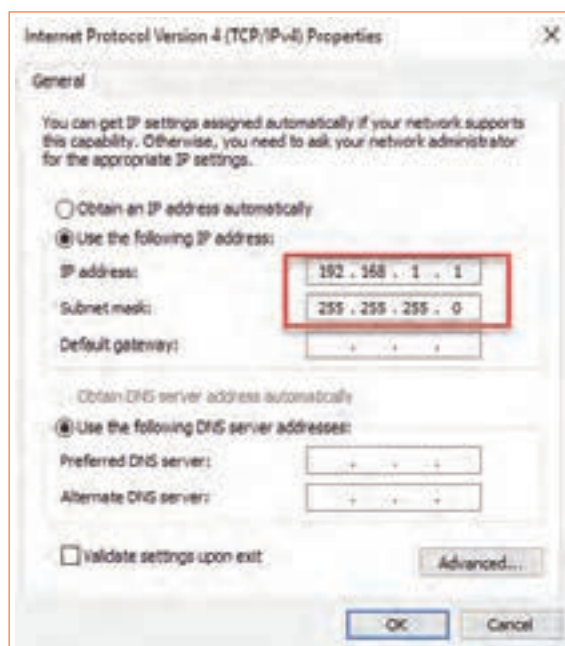 Internet Protocol Version 4 (TCP/IPv4) Properties
General
You can get IP settings assigned automatically if your network supports
this capability. Otherwise, you need to ask your network administrator
for the appropriate IP settings.
Obtain an IP address automatically
Use the following IP address:
IP address: 192 . 168 . 1 . 1
Subnet mask: 255 . 255 . 255 . 0
Default gateway: . . .
Obtain DNS server address automatically
Use the following DNS server addresses:
Preferred DNS server: . . .
Alternate DNS server: . . .
Validate settings upon exit
Advanced...
OK Cancel